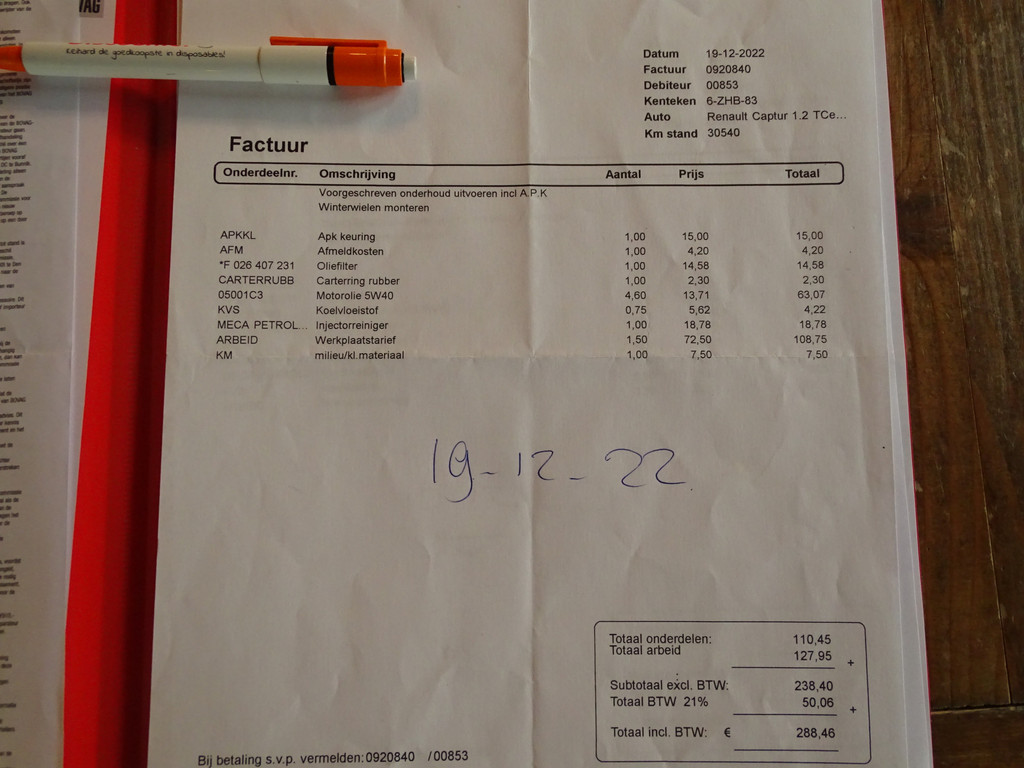 keihard de goedkoopste in disposables!
Datum 19-12-2022
Factuur 0920840
Debiteur 00853
Kenteken 6-ZHB-83
Auto Renault Captur 1.2 TCe...
Km stand 30540
Factuur
Onderdeelnr. Omschrijving Aantal Prijs Totaal
Voorgeschreven onderhoud uitvoeren incl A.P.K
Winterwielen monteren
APKKL Apk keuring 1,00 15,00 15,00
AFM Afmeldkosten 1,00 4,20 4,20
*F 026 407 231 Oliefilter 1,00 14,58 14,58
CARTERRUBB Carterring rubber 1,00 2,30 2,30
05001C3 Motorolie 5W40 4,60 13,71 63,07
KVS Koelvloeistof 0,75 5,62 4,22
MECA PETROL... Injectorreiniger 1,00 18,78 18,78
ARBEID Werkplaatstarief 1,50 72,50 108,75
KM milieu/kl.materiaal 1,00 7,50 7,50
19-12-22
Totaal onderdelen: 110,45
Totaal arbeid 127,95 +
Subtotaal excl. BTW: 238,40
Totaal BTW 21% 50,06 +
Totaal incl. BTW: € 288,46
Bij betaling s.v.p. vermelden: 0920840 /00853